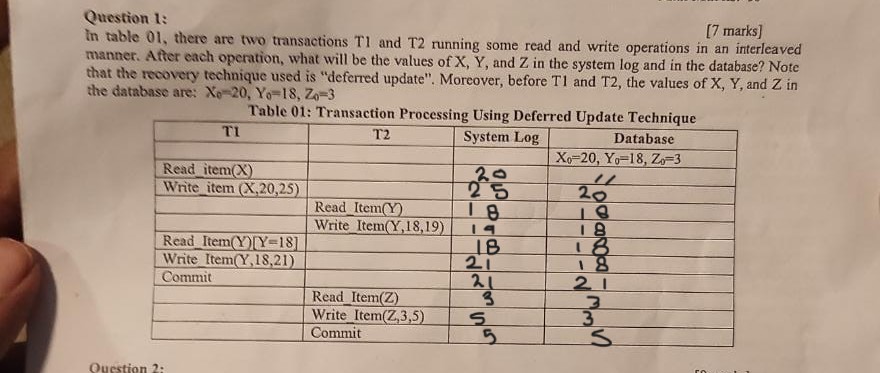 Question 1:
[7 marks]
In table 01, there are two transactions T1 and T2 running some read and write operations in an interleaved
manner. After each operation, what will be the values of X, Y, and Z in the system log and in the database? Note
that the recovery technique used is "deferred update". Moreover, before T1 and T2, the values of X, Y, and Z in
the database are: X₀=20, Y₀=18, Z₀=3
Table 01: Transaction Processing Using Deferred Update Technique
T1 T2 System Log Database
X₀=20, Y₀=18, Z₀=3
Read_item(X) 20 "
Write_item (X,20,25) 25 20
Read_Item(Y) 18 18
Write_Item(Y,18,19) 19 18
Read_Item(Y)[Y=18] 18 18
Write_Item(Y,18,21) 21 18
Commit 21 21
Read_Item(Z) 3 3
Write_Item(Z,3,5) 5 3
Commit 5 5
Question 2: